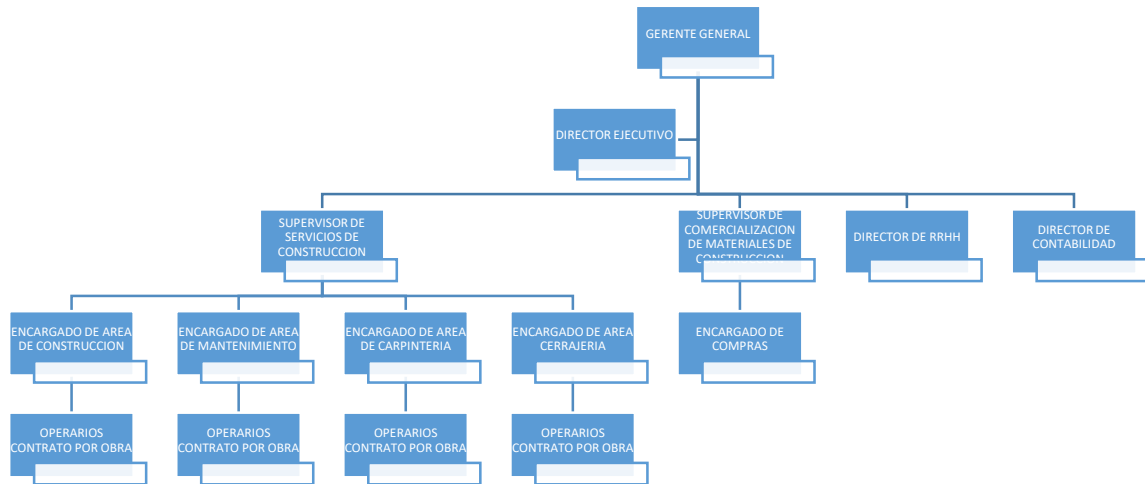 GERENTE GENERAL
DIRECTOR EJECUTIVO
SUPERVISOR DE
SERVICIOS DE
CONSTRUCCION
SUPERVISOR DE
COMERCIALIZACION
DE MATERIALES DE
CONSTRUCCION
DIRECTOR DE RRHH
DIRECTOR DE
CONTABILIDAD
ENCARGADO DE AREA
DE CONSTRUCCION
ENCARGADO DE AREA
DE MANTENIMIENTO
ENCARGADO DE AREA
DE CARPINTERIA
ENCARGADO DE AREA
CERRAJERIA
ENCARGADO DE
COMPRAS
OPERARIOS
CONTRATO POR OBRA
OPERARIOS
CONTRATO POR OBRA
OPERARIOS
CONTRATO POR OBRA
OPERARIOS
CONTRATO POR OBRA